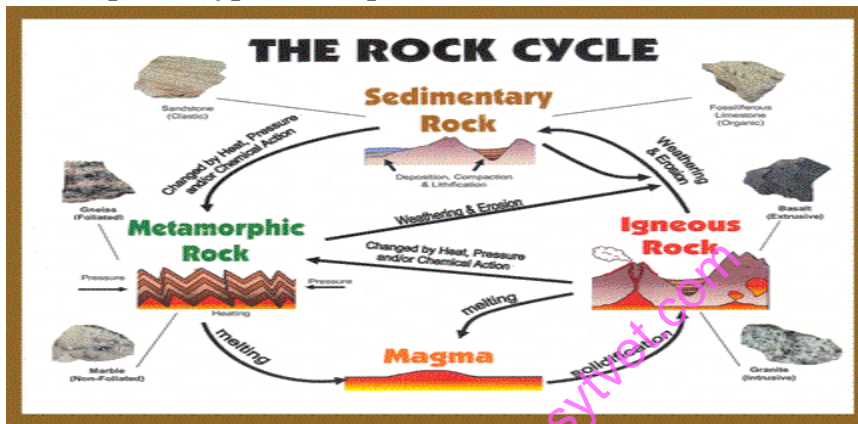 THE ROCK CYCLE
Sandstone
(Clastic)
Sedimentary
Rock
Fossiliferous
Limestone
(Organic)
Changed by Heat, Pressure
and/or Chemical Action
Deposition, Compaction
& Lithification
Weathering
& Erosion
Gneiss
(Foliated)
Metamorphic
Rock
Weathering & Erosion
Igneous
Rock
Basalt
(Extrusive)
Changed by Heat, Pressure
and/or Chemical Action
Pressure
Pressure
Heating
melting
melting
Magma
solidification
Marble
(Non-Foliated)
Granite
(Intrusive)
sytvet.com